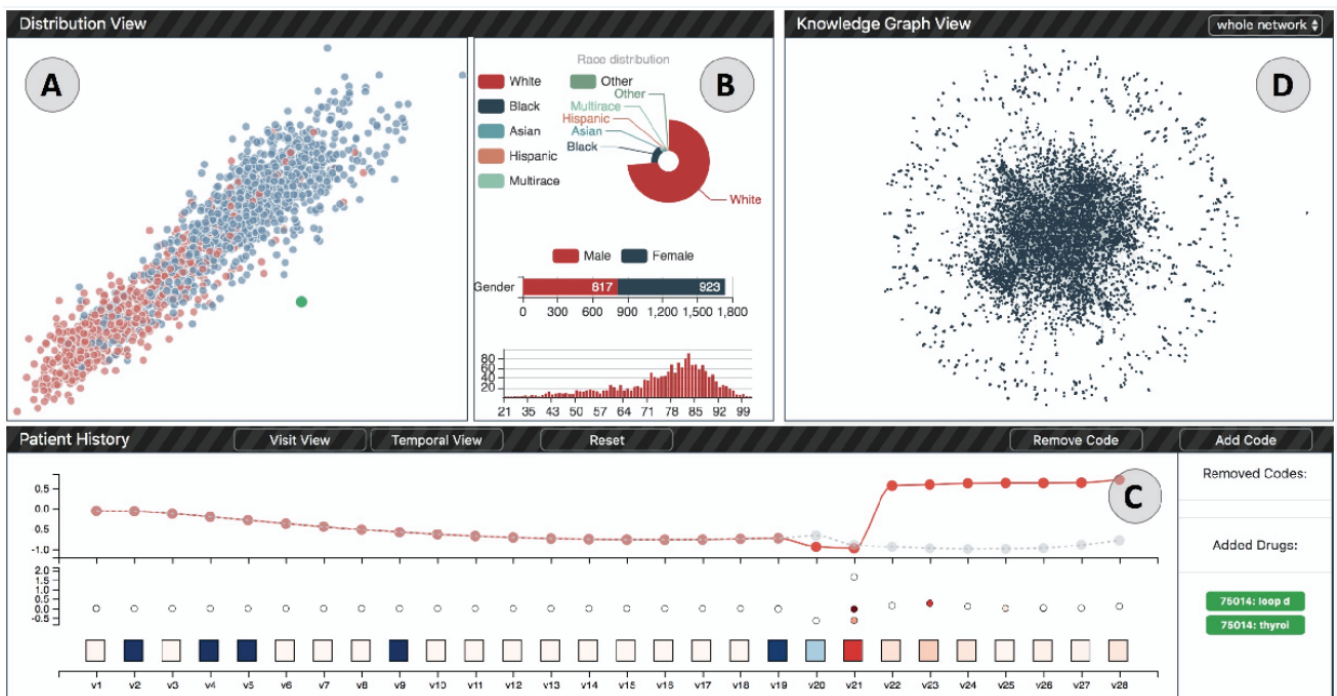 Distribution View
A
Race distribution
White
Black
Asian
Hispanic
Multirace
Other
Other
Multirace
Hispanic
Asian
Black
White
B
Male Female
Gender
617 923
0 300 600 900 1,200 1,500 1,800
80
60
40
20
21 35 43 50 57 64 71 78 85 92 99
Knowledge Graph View
whole network
D
Patient History
Visit View
Temporal View
Reset
Remove Code
Add Code
0.5
0.0
-0.5
-1.0
C
2.0
1.5
1.0
0.5
0.0
-0.5
v1 v2 v3 v4 v5 v6 v7 v8 v9 v10 v11 v12 v13 v14 v15 v16 v17 v18 v19 v20 v21 v22 v23 v24 v25 v26 v27 v28
Removed Codes:
Added Drugs:
75014: loop d
75014: thyroi